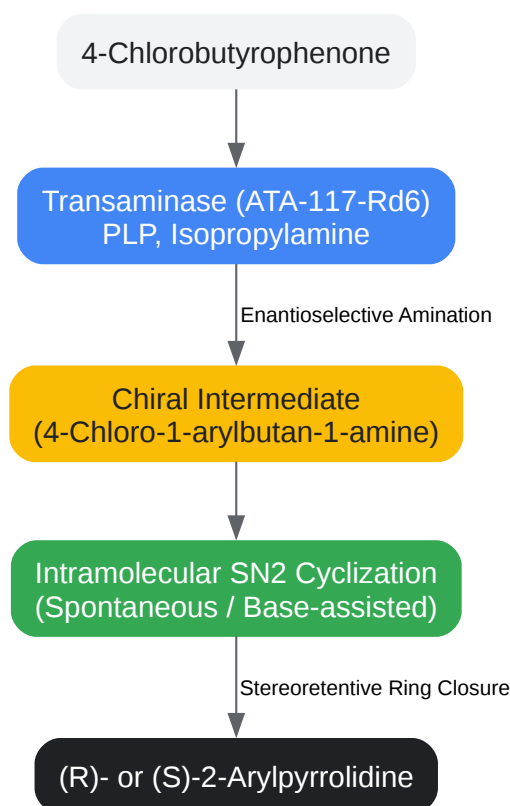 4-Chlorobutyrophenone
Transaminase (ATA-117-Rd6)
PLP, Isopropylamine
Enantioselective Amination
Chiral Intermediate
(4-Chloro-1-arylbutan-1-amine)
Intramolecular SN2 Cyclization
(Spontaneous / Base-assisted)
Stereoretentive Ring Closure
(R)- or (S)-2-Arylpyrrolidine